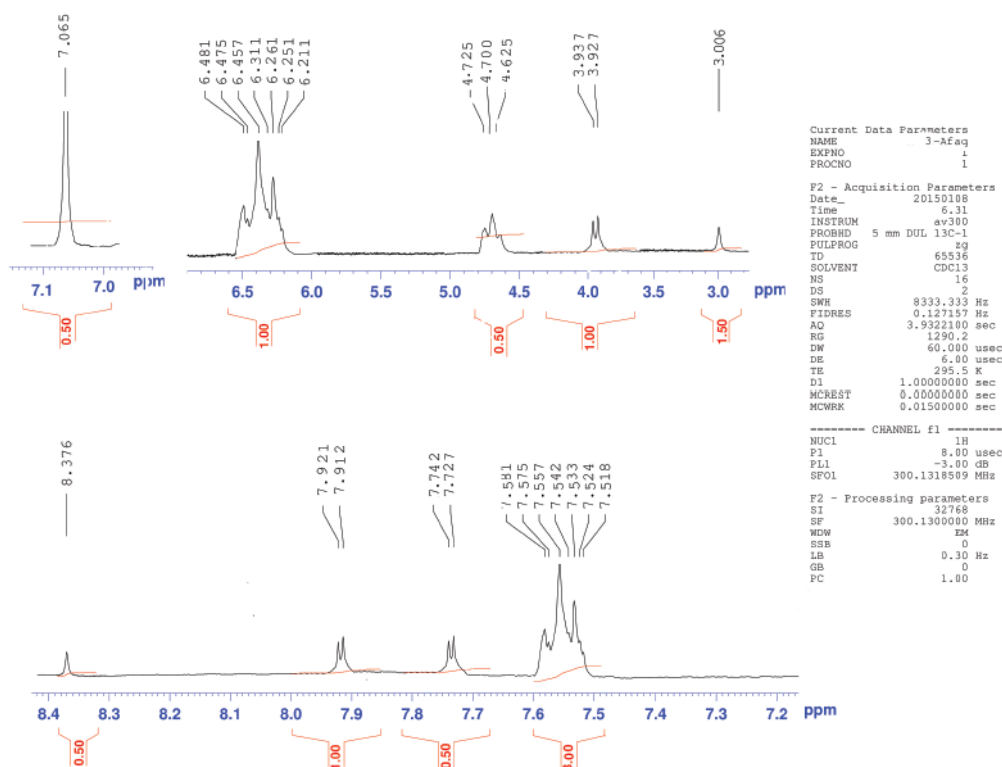 7.065
6.481
6.475
6.457
6.311
6.261
6.251
6.211
4.725
4.700
4.625
3.937
3.927
3.006
7.1 7.0 ppm
6.5 6.0 5.5 5.0 4.5 4.0 3.5 3.0 ppm
0.50
1.00
0.50
1.00
1.50
8.376
7.921
7.912
7.742
7.727
7.581
7.575
7.557
7.542
7.533
7.524
7.518
8.4 8.3 8.2 8.1 8.0 7.9 7.8 7.7 7.6 7.5 7.4 7.3 7.2 ppm
0.50
1.00
0.50
3.00
Current Data Parameters
NAME 3-Afaq
EXPNO 1
PROCNO 1
F2 - Acquisition Parameters
Date_ 20150108
Time 6.31
INSTRUM av300
PROBHD 5 mm DUL 13C-1
PULPROG zg
TD 65536
SOLVENT CDCl3
NS 16
DS 2
SWH 8333.333 Hz
FIDRES 0.127157 Hz
AQ 3.9322100 sec
RG 1290.2
DW 60.000 usec
DE 6.00 usec
TE 295.5 K
D1 1.00000000 sec
MCREST 0.00000000 sec
MCWRK 0.01500000 sec
======== CHANNEL f1 ========
NUC1 1H
P1 8.00 usec
PL1 -3.00 dB
SFO1 300.1318509 MHz
F2 - Processing parameters
SI 32768
SF 300.1300000 MHz
WDW EM
SSB 0
LB 0.30 Hz
GB 0
PC 1.00